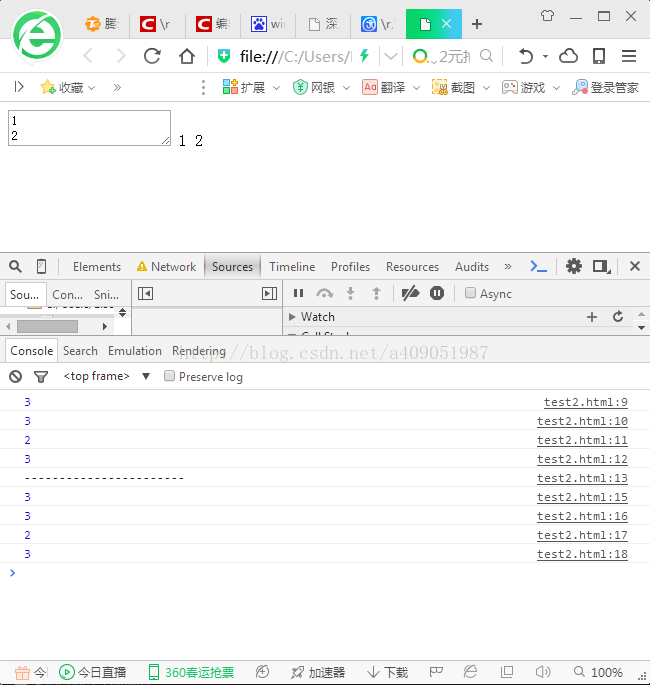 腾 \r 编 win 深 \r,
file:///C:/Users/ 2元抢
收藏 » 扩展 网银 翻译 截图 游戏 登录管家
1
2
1 2
Elements Network Sources Timeline Profiles Resources Audits »
Sou... Con... Sni... Async
Watch
Console Search Emulation Rendering
http://blog.csdn.net/a409051987
<top frame> Preserve log
3 test2.html:9
3 test2.html:10
2 test2.html:11
3 test2.html:12
----------------------- test2.html:13
3 test2.html:15
3 test2.html:16
2 test2.html:17
3 test2.html:18
>
今 今日直播 360春运抢票 加速器 下载 100%